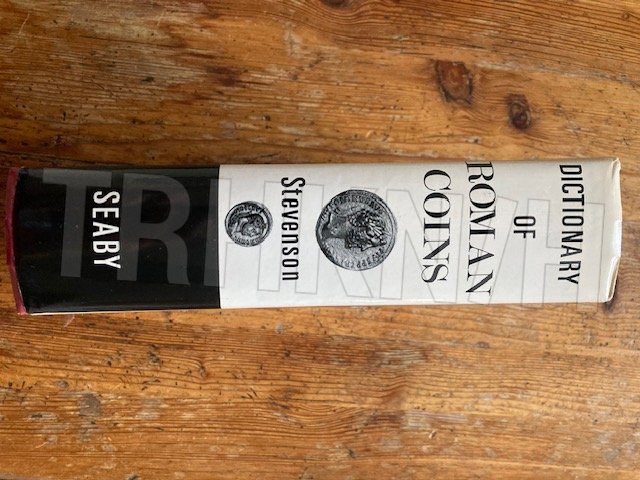 DICTIONARY
OF
ROMAN
COINS
Stevenson
SEABY